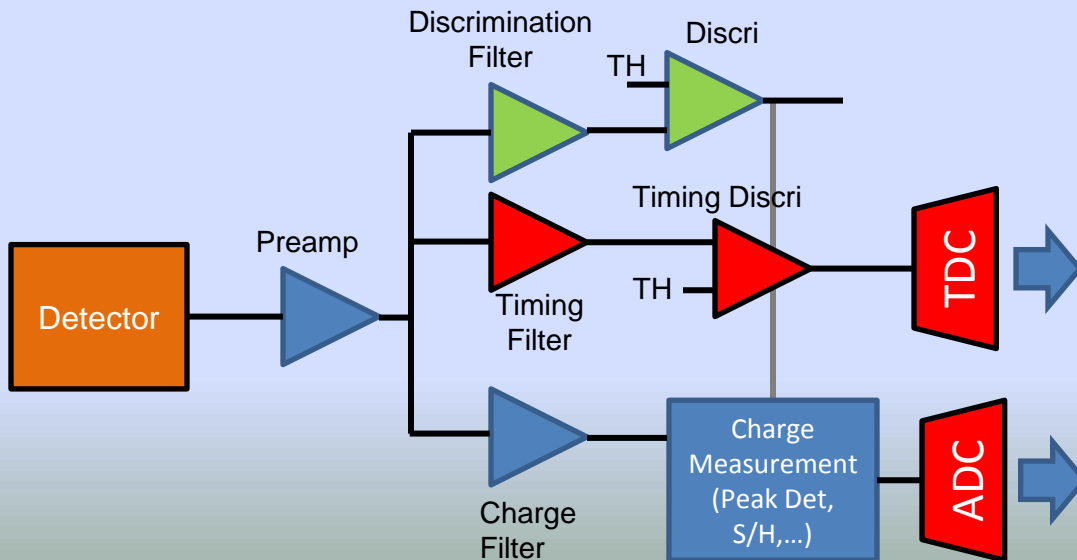 Discrimination
Filter
Discri
TH
Timing Discri
Preamp
TH
Timing
Filter
Detector
TDC
Charge
Filter
Charge
Measurement
(Peak Det,
S/H,...)
ADC